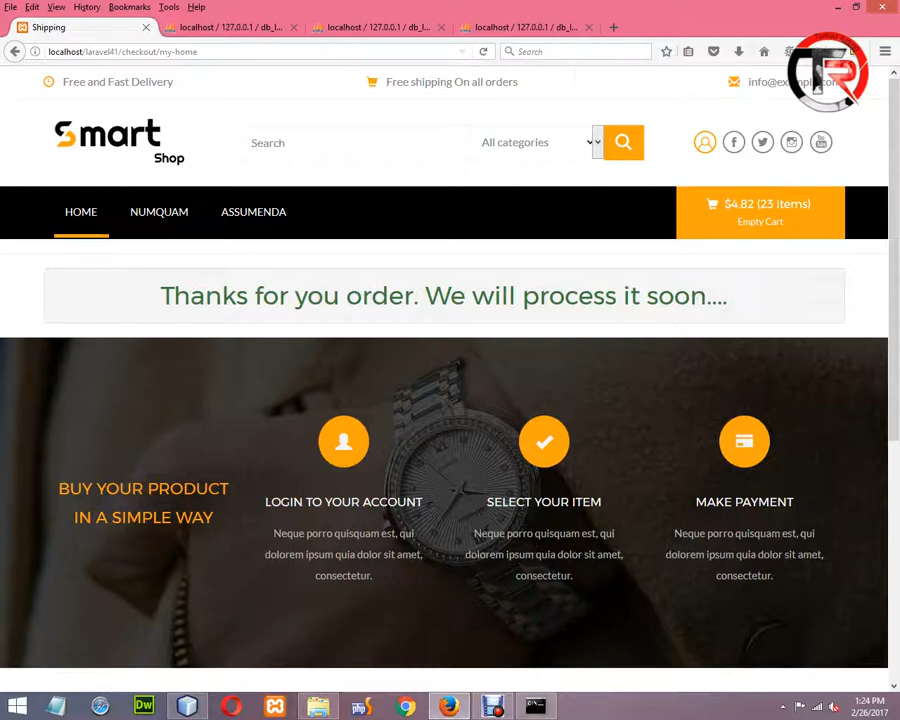 File Edit View History Bookmarks Tools Help
Shipping
localhost / 127.0.0.1 / db_l...
localhost / 127.0.0.1 / db_l...
localhost / 127.0.0.1 / db_l...
localhost/laravel41/checkout/my-home
Search
Free and Fast Delivery
Free shipping On all orders
TR
Smart
Shop
Search
All categories
You
HOME
NUMQUAM
ASSUMENDA
$4.82 (23 items)
Empty Cart
Thanks for you order. We will process it soon....
BUY YOUR PRODUCT
IN A SIMPLE WAY
LOGIN TO YOUR ACCOUNT
Neque porro quisquam est, qui
dolorem ipsum quia dolor sit amet,
consectetur.
SELECT YOUR ITEM
Neque porro quisquam est, qui
dolorem ipsum quia dolor sit amet,
consectetur.
MAKE PAYMENT
Neque porro quisquam est, qui
dolorem ipsum quia dolor sit amet,
consectetur.
Dw
php
1:24 PM
2/26/2017